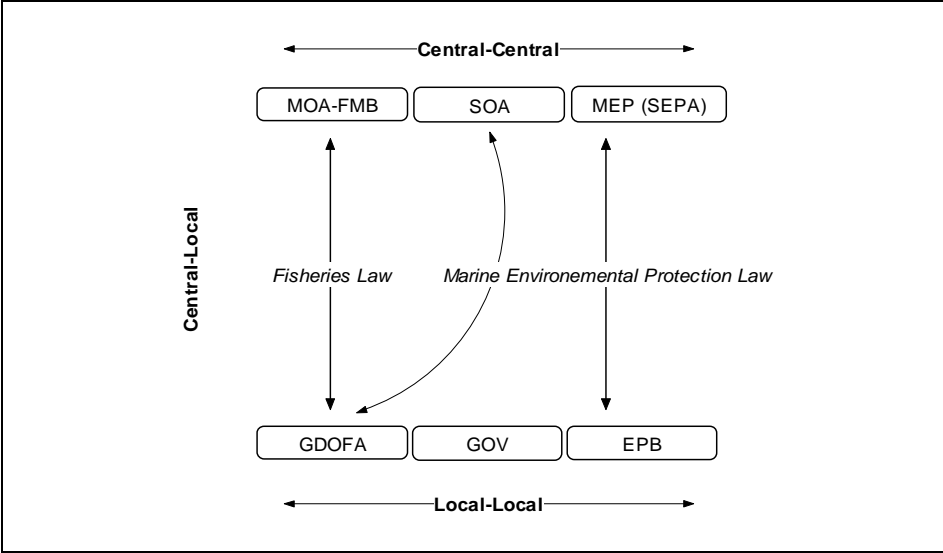 Central-Central
MOA-FMB
SOA
MEP (SEPA)
Central-Local
Fisheries Law
Marine Environemental Protection Law
GDOFA
GOV
EPB
Local-Local